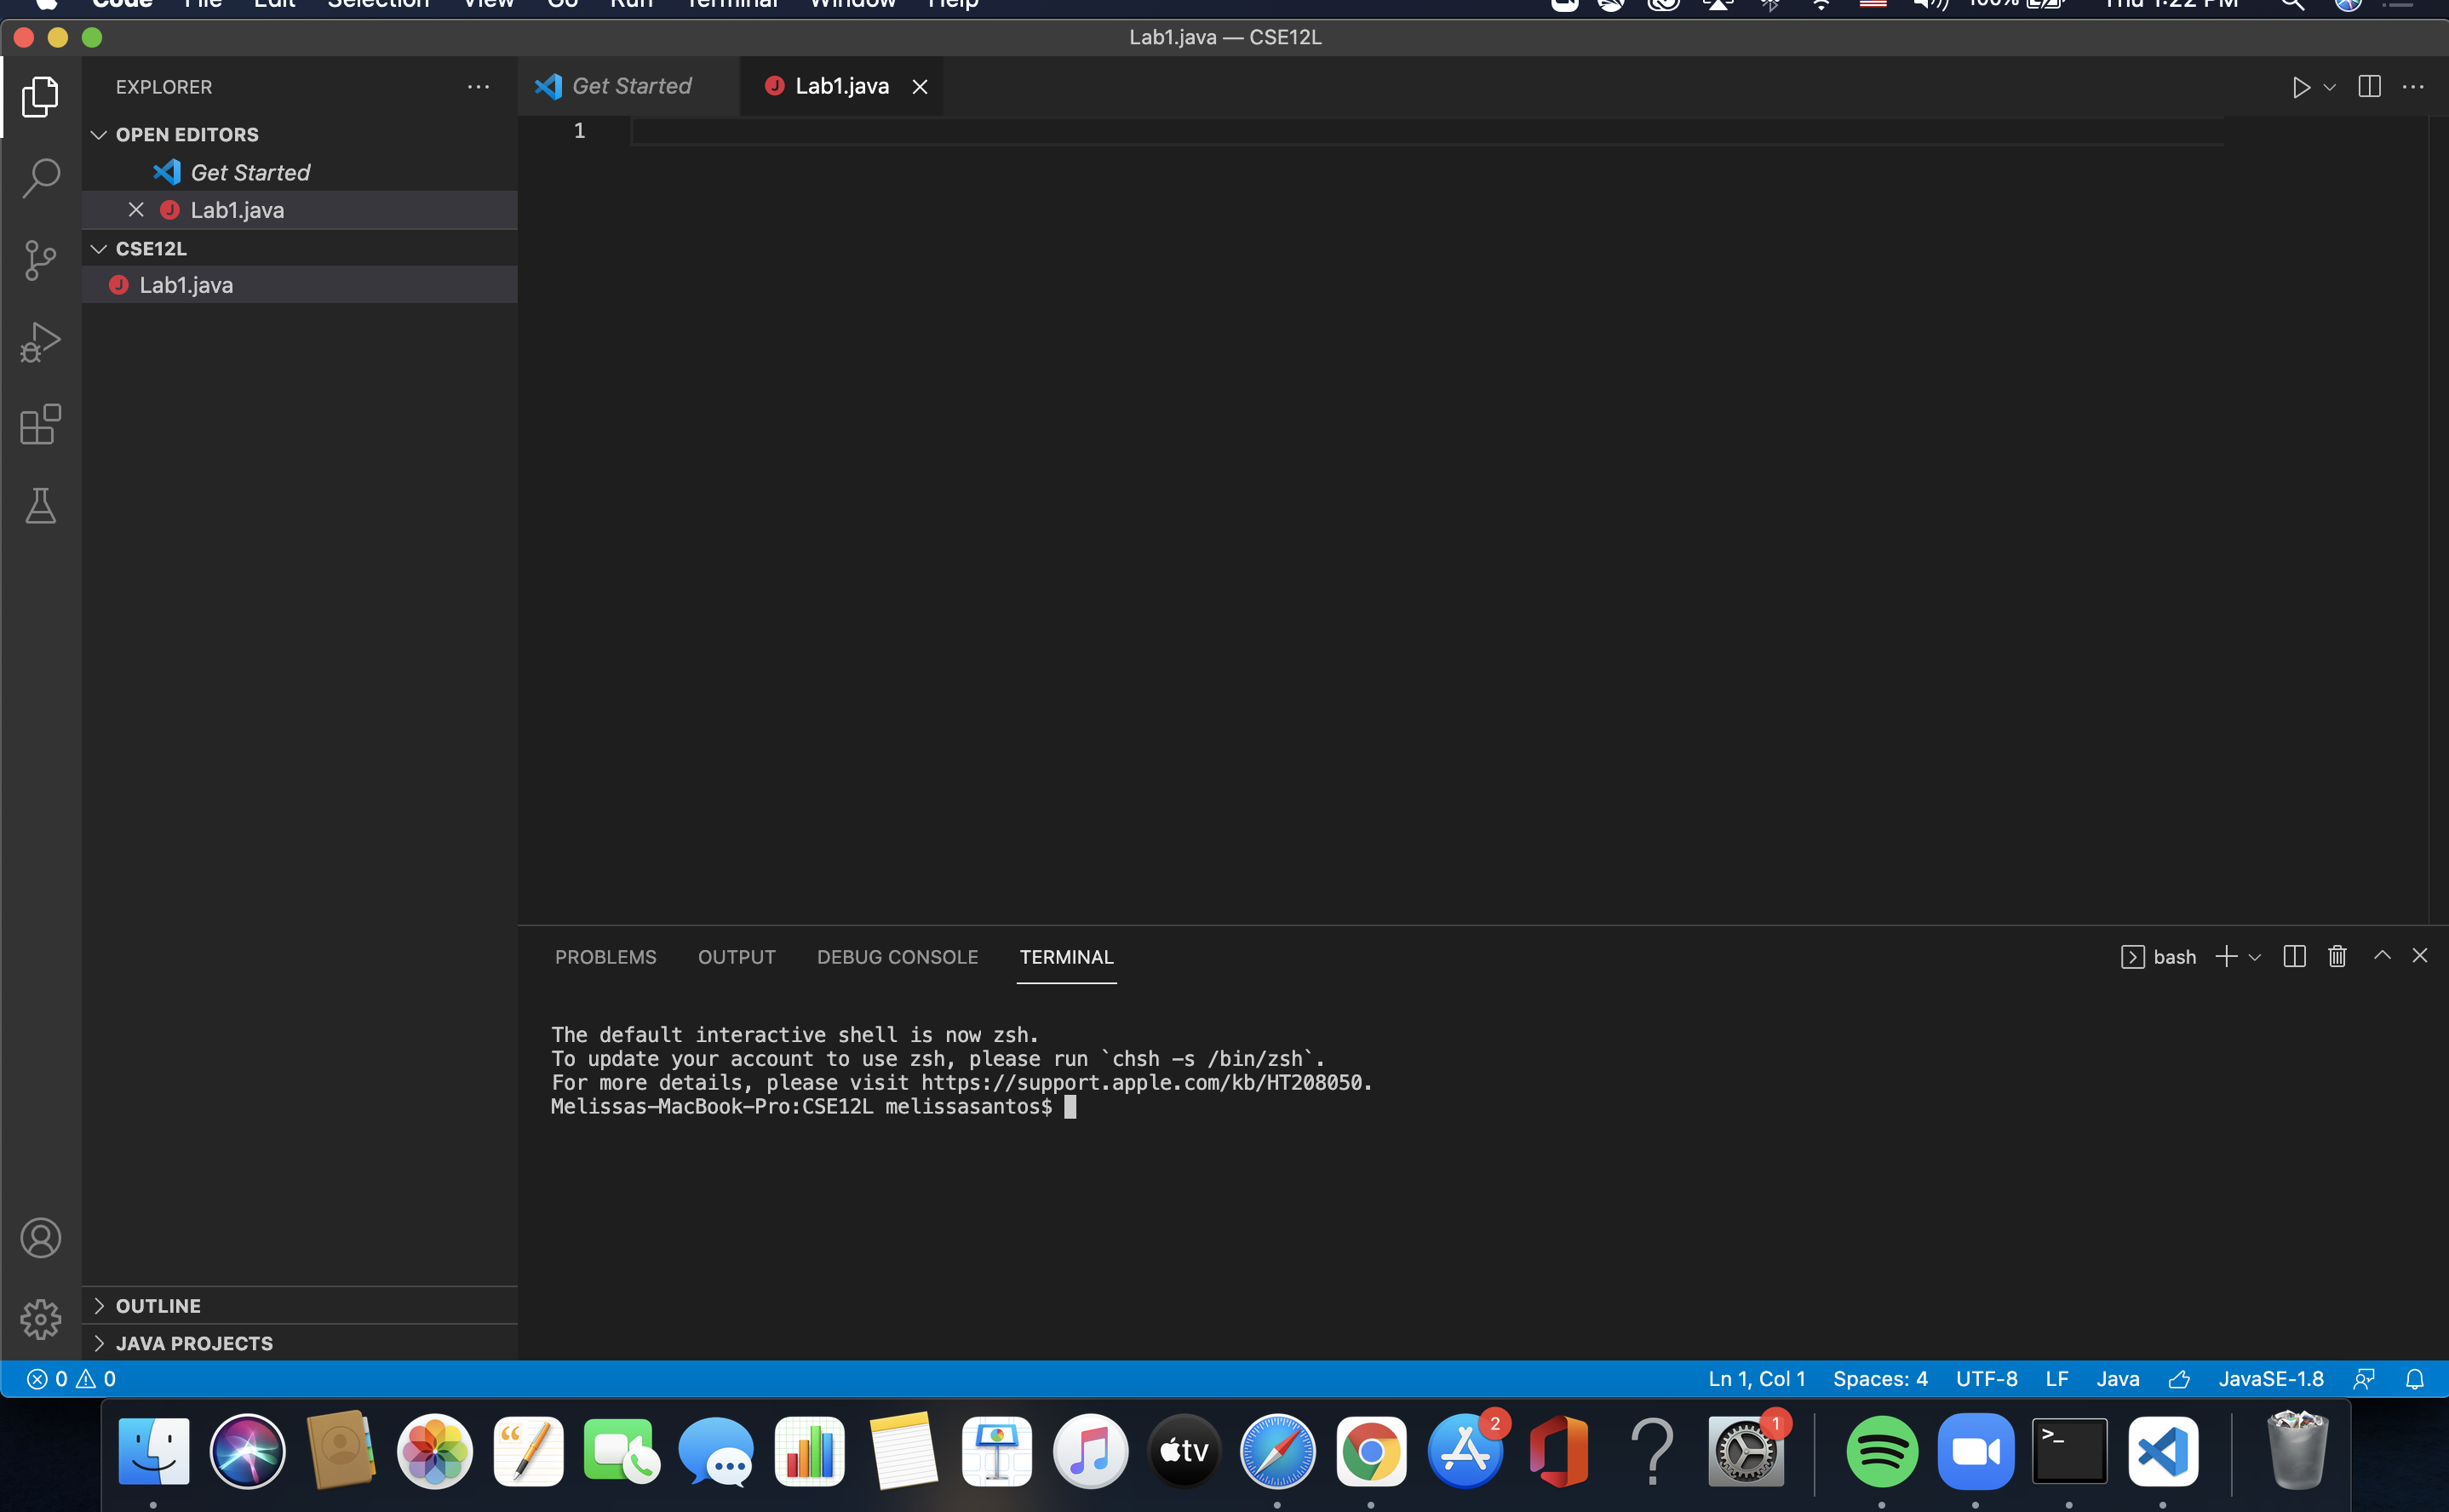 Code File Edit Selection View Go Run Terminal Window Help 100% Thu 1:22 PM
Lab1.java — CSE12L
EXPLORER
Get Started
Lab1.java
OPEN EDITORS
Get Started
Lab1.java
CSE12L
Lab1.java
1
PROBLEMS OUTPUT DEBUG CONSOLE TERMINAL
bash
The default interactive shell is now zsh.
To update your account to use zsh, please run `chsh -s /bin/zsh`.
For more details, please visit https://support.apple.com/kb/HT208050.
Melissas-MacBook-Pro:CSE12L melissasantos$
OUTLINE
JAVA PROJECTS
0 0
Ln 1, Col 1 Spaces: 4 UTF-8 LF Java JavaSE-1.8
tv
2
1
>_